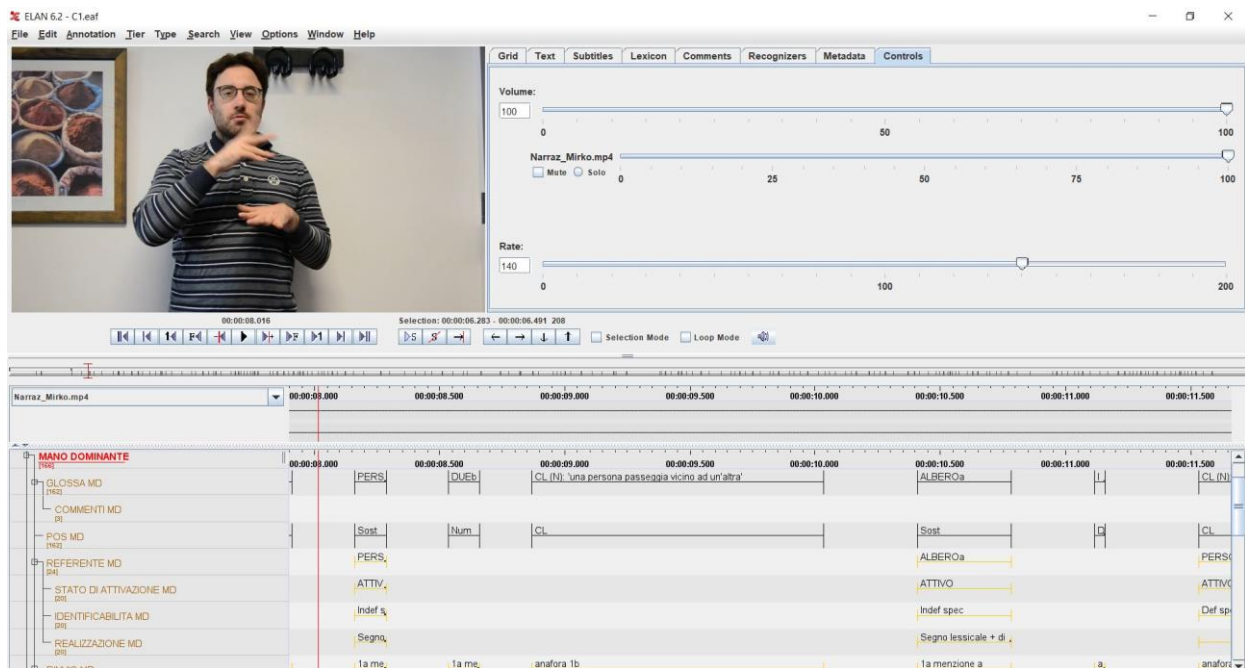 ELAN 6.2 - C1.eaf
File Edit Annotation Tier Type Search View Options Window Help
Grid Text Subtitles Lexicon Comments Recognizers Metadata Controls
Volume:
100
0 50 100
Narraz_Mirko.mp4
Mute Solo
0 25 50 75 100
Rate:
140
0 100 200
00:00:08.016 Selection: 00:00:06.283 - 00:00:06.491 208
Selection Mode Loop Mode
Narraz_Mirko.mp4 00:00:08.000 00:00:08.500 00:00:09.000 00:00:09.500 00:00:10.000 00:00:10.500 00:00:11.000 00:00:11.500
MANO DOMINANTE
[166]
00:00:08.000 00:00:08.500 00:00:09.000 00:00:09.500 00:00:10.000 00:00:10.500 00:00:11.000 00:00:11.500
GLOSSA MD PERS DUEb CL (N): 'una persona passeggia vicino ad un'altra' ALBEROa I CL (N)
[162]
COMMENTI MD
[3]
POS MD Sost Num CL Sost D CL
[162]
REFERENTE MD PERS ALBEROa PERSO
[24]
STATO DI ATTIVAZIONE MD ATTIV ATTIVO ATTIVO
[20]
IDENTIFICABILITA MD Indef s Indef spec Def sp
[20]
REALIZZAZIONE MD Segno Segno lessicale + di
[20]
1a me 1a me anafora 1b 1a menzione a a anafora